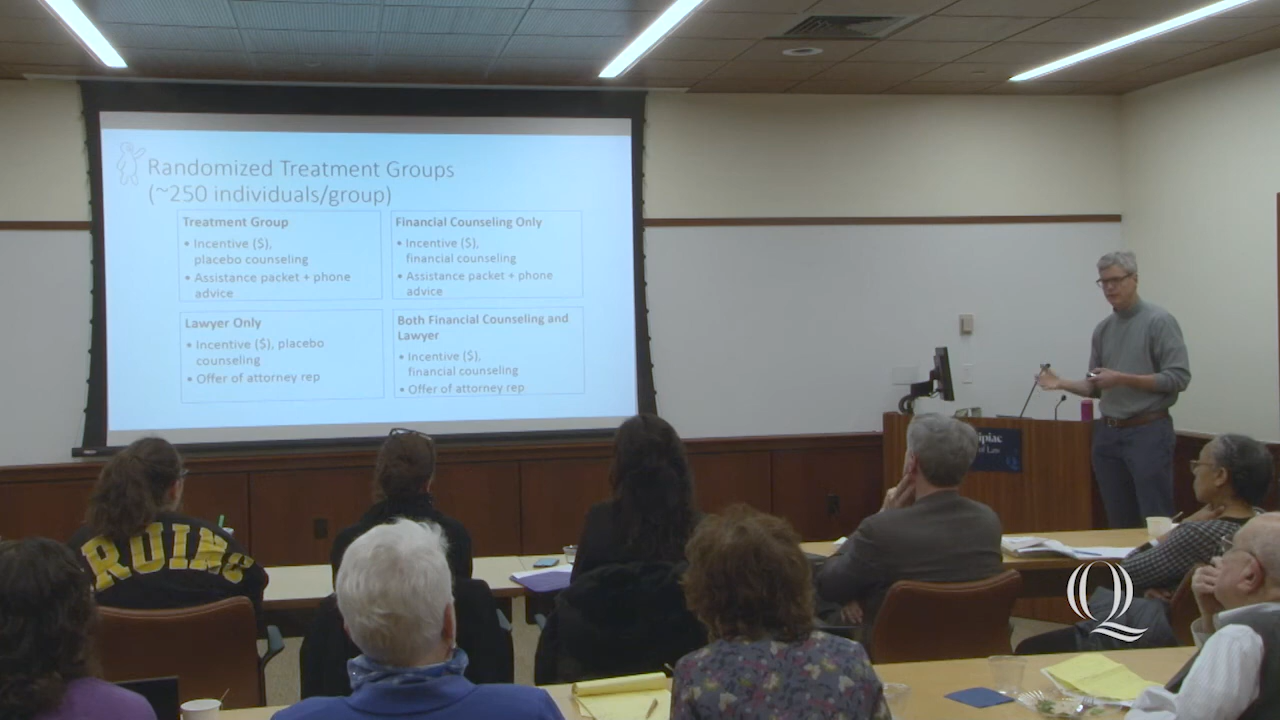 Randomized Treatment Groups
(~250 individuals/group)
Treatment Group
• Incentive ($),
placebo counseling
• Assistance packet + phone
advice
Financial Counseling Only
• Incentive ($),
financial counseling
• Assistance packet + phone
advice
Lawyer Only
• Incentive ($), placebo
counseling
• Offer of attorney rep
Both Financial Counseling and
Lawyer
• Incentive ($),
financial counseling
• Offer of attorney rep
Law
RUINS
Q